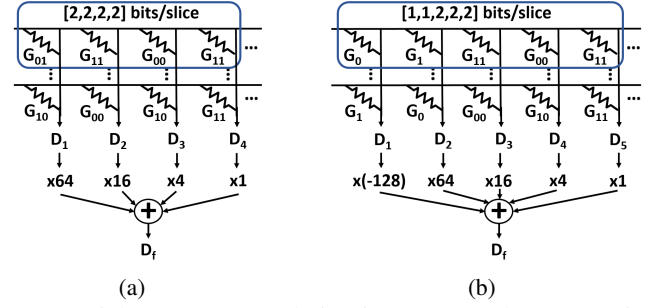 [2,2,2,2] bits/slice
G01 G11 G00 G11 ...
G10 G00 G10 G11 ...
D1 D2 D3 D4
x64 x16 x4 x1
+
Df
(a)
[1,1,2,2,2] bits/slice
G0 G1 G11 G00 G11 ...
G1 G0 G00 G10 G11 ...
D1 D2 D3 D4 D5
x(-128) x64 x16 x4 x1
+
Df
(b)